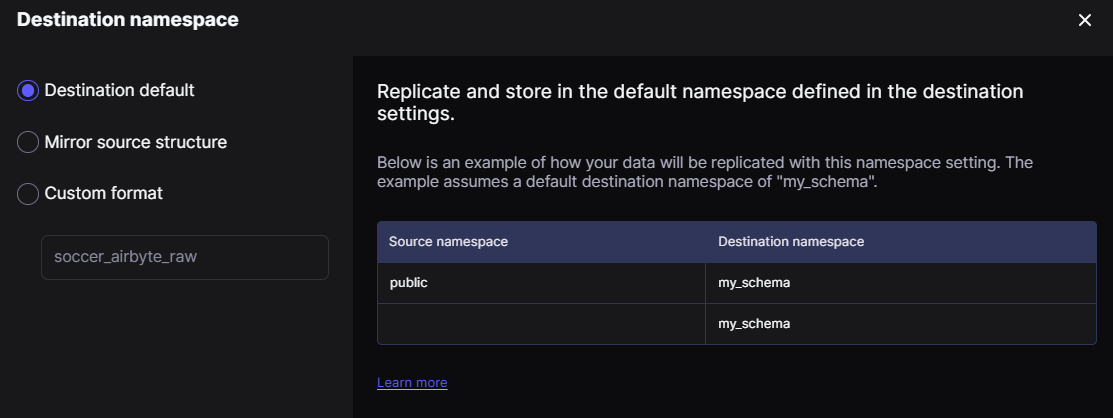 Destination namespace
Destination default
Mirror source structure
Custom format
soccer_airbyte_raw
Replicate and store in the default namespace defined in the destination
settings.
Below is an example of how your data will be replicated with this namespace setting. The
example assumes a default destination namespace of "my_schema".
Source namespace Destination namespace
public my_schema
my_schema
Learn more